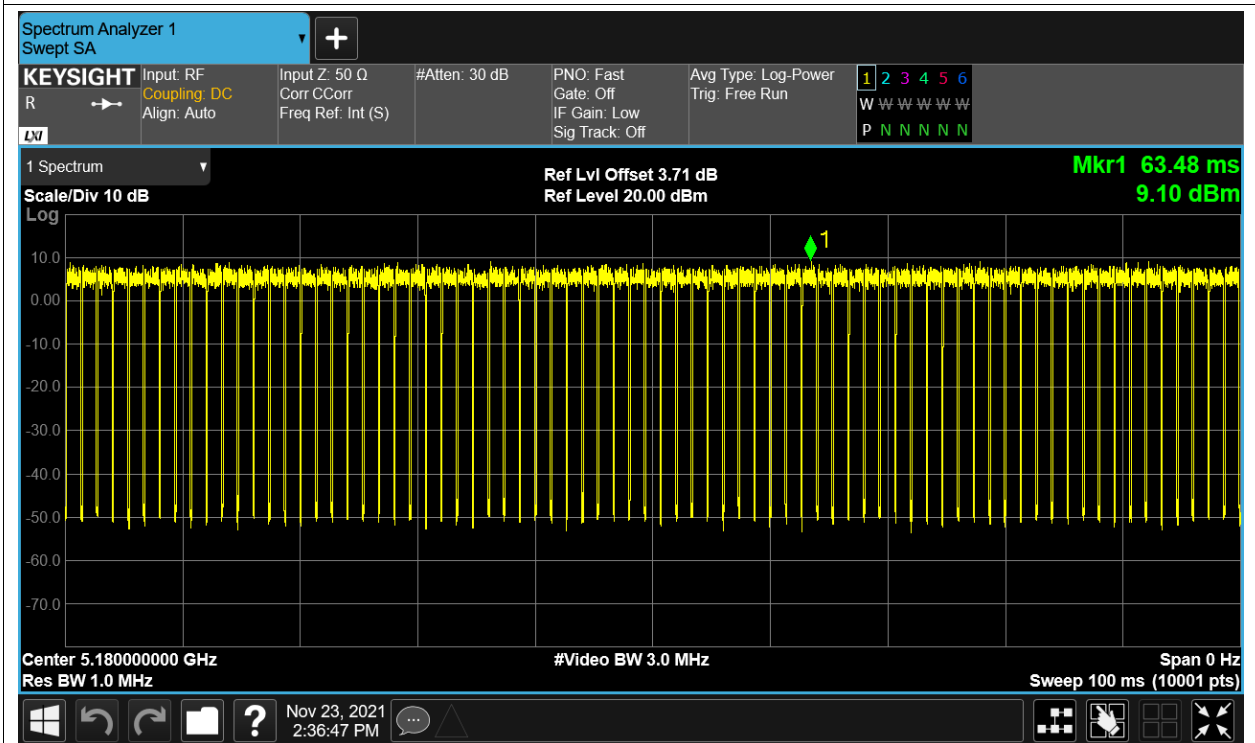 Spectrum Analyzer 1
Swept SA
KEYSIGHT
R
LXI
Input: RF
Coupling: DC
Align: Auto
Input Z: 50 Ω
Corr CCorr
Freq Ref: Int (S)
#Atten: 30 dB
PNO: Fast
Gate: Off
IF Gain: Low
Sig Track: Off
Avg Type: Log-Power
Trig: Free Run
1 2 3 4 5 6
W W W W W W
P N N N N N
1 Spectrum
Scale/Div 10 dB
Ref Lvl Offset 3.71 dB
Ref Level 20.00 dBm
Mkr1 63.48 ms
9.10 dBm
Log
1
10.0
0.00
-10.0
-20.0
-30.0
-40.0
-50.0
-60.0
-70.0
Center 5.180000000 GHz
Res BW 1.0 MHz
#Video BW 3.0 MHz
Span 0 Hz
Sweep 100 ms (10001 pts)
?
Nov 23, 2021
2:36:47 PM